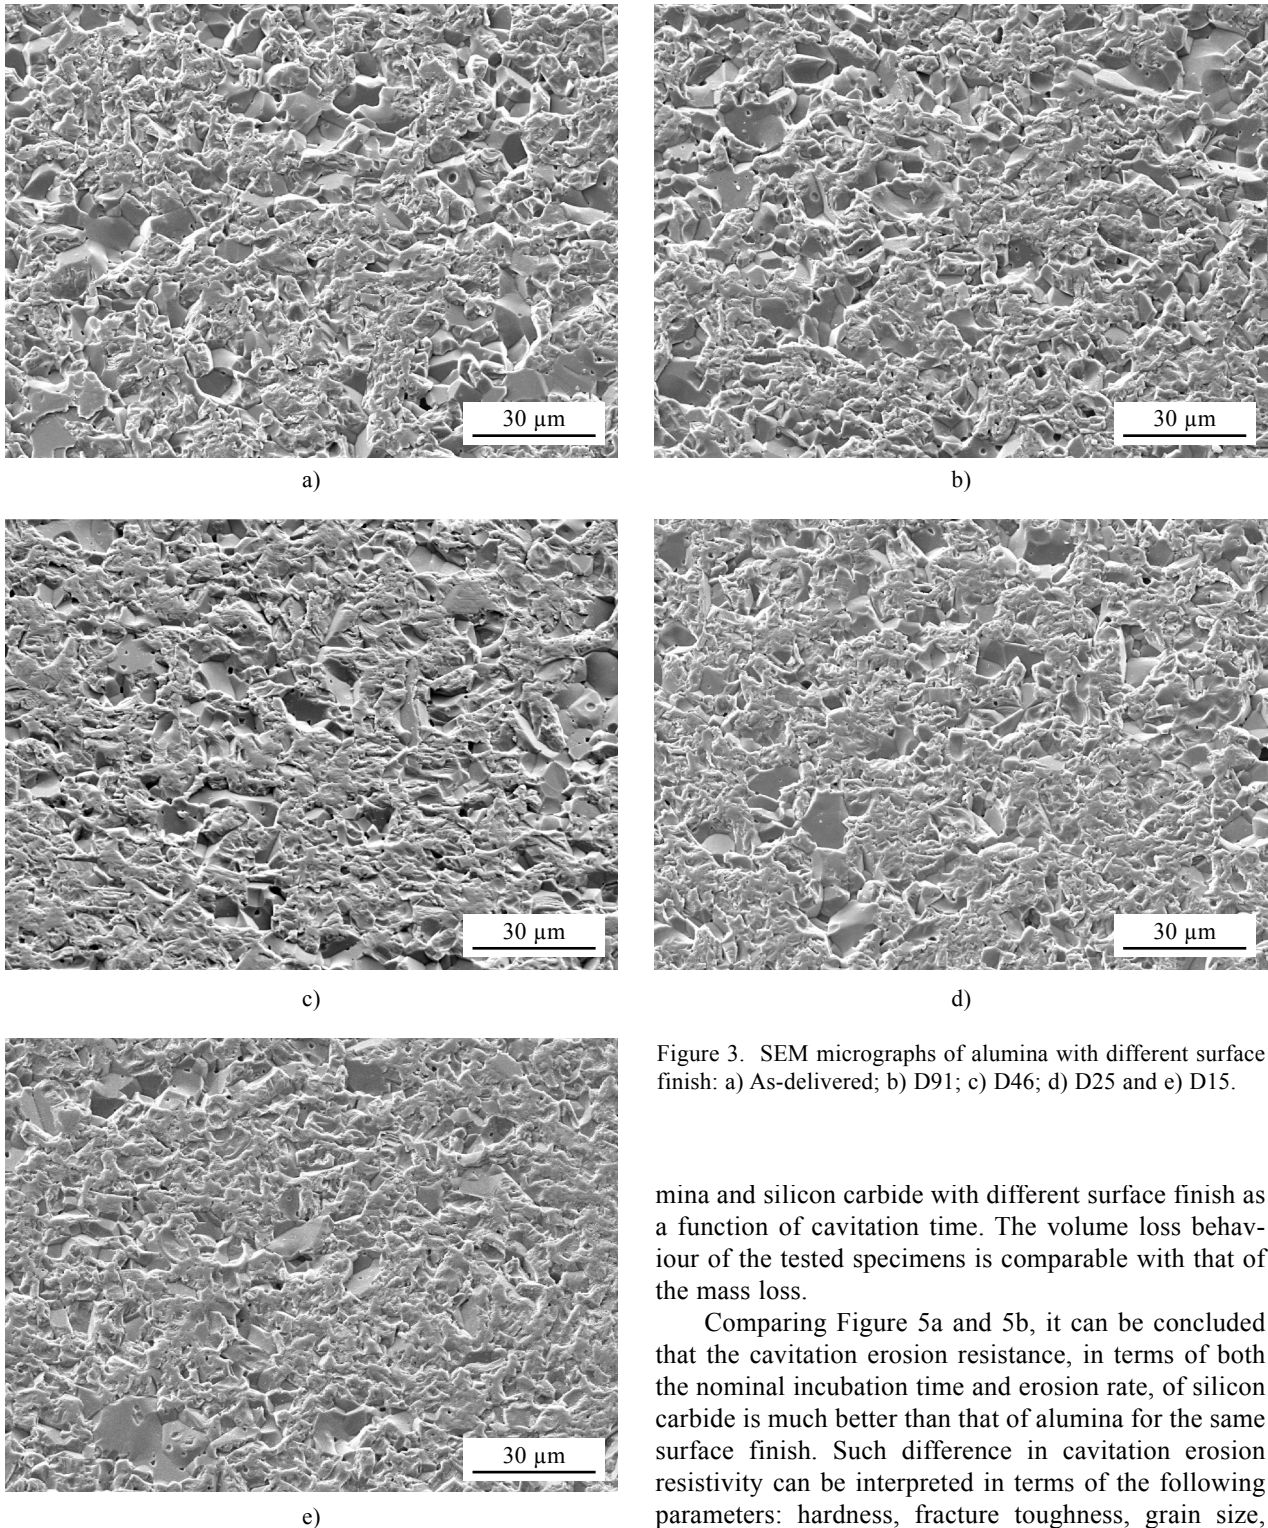 30 µm
30 µm
a)
b)
30 µm
30 µm
c)
d)
30 µm
e)
Figure 3. SEM micrographs of alumina with different surface
finish: a) As-delivered; b) D91; c) D46; d) D25 and e) D15.
mina and silicon carbide with different surface finish as
a function of cavitation time. The volume loss behav-
iour of the tested specimens is comparable with that of
the mass loss.
Comparing Figure 5a and 5b, it can be concluded
that the cavitation erosion resistance, in terms of both
the nominal incubation time and erosion rate, of silicon
carbide is much better than that of alumina for the same
surface finish. Such difference in cavitation erosion
resistivity can be interpreted in terms of the following
parameters: hardness, fracture toughness, grain size,